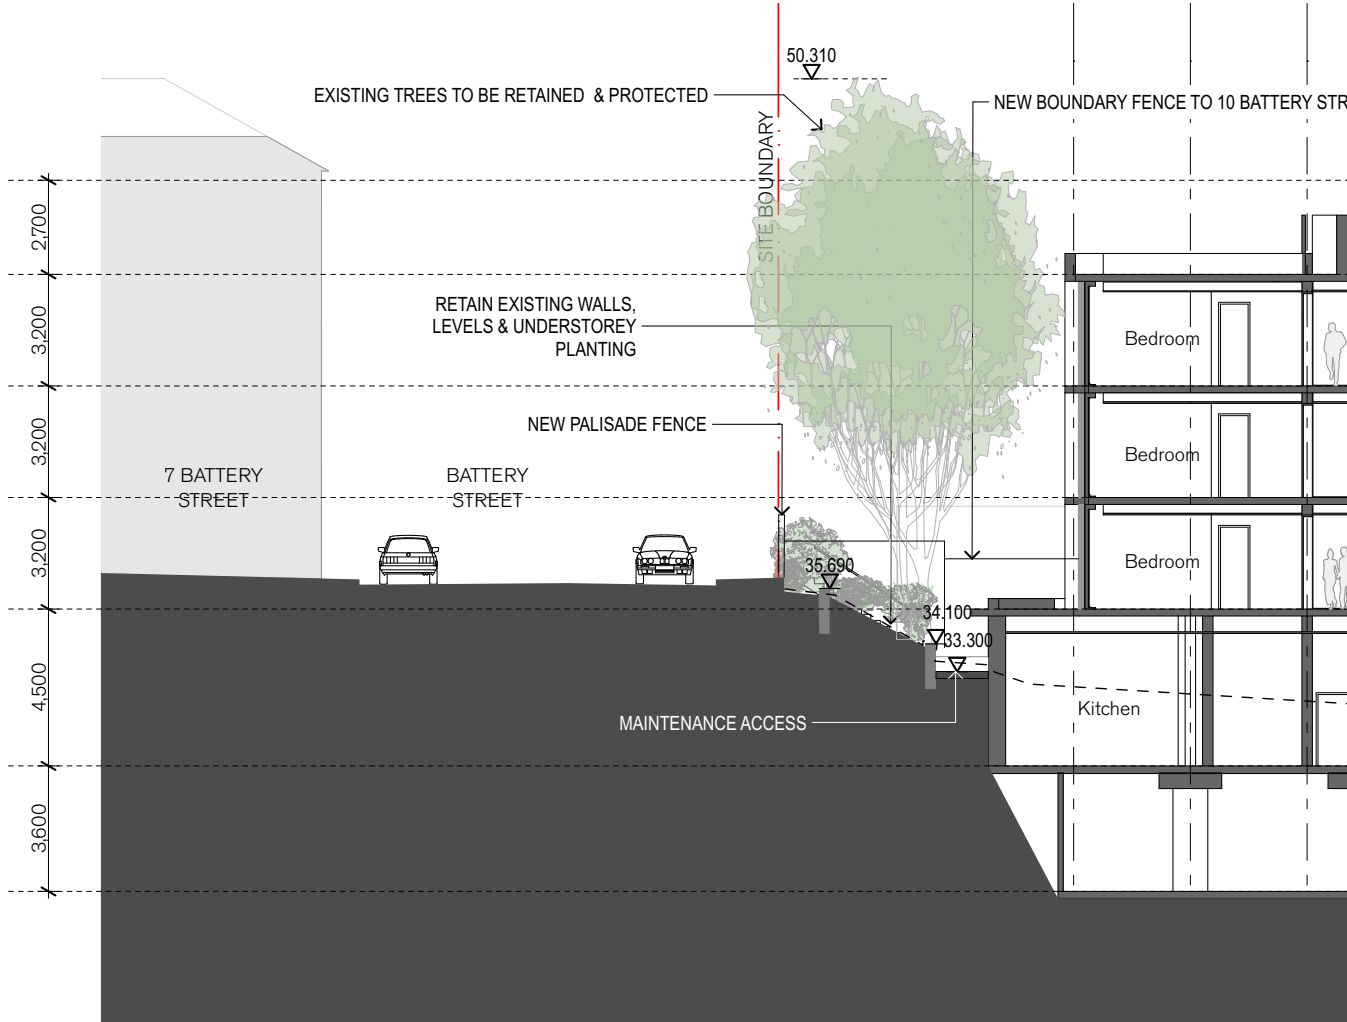 50.310
EXISTING TREES TO BE RETAINED & PROTECTED
NEW BOUNDARY FENCE TO 10 BATTERY STR
SITE BOUNDARY
2,700
RETAIN EXISTING WALLS,
LEVELS & UNDERSTOREY
PLANTING
3,200
Bedroom
NEW PALISADE FENCE
3,200
Bedroom
7 BATTERY
STREET
BATTERY
STREET
3,200
35.690
Bedroom
34.100
33.300
4,500
Kitchen
MAINTENANCE ACCESS
3,600